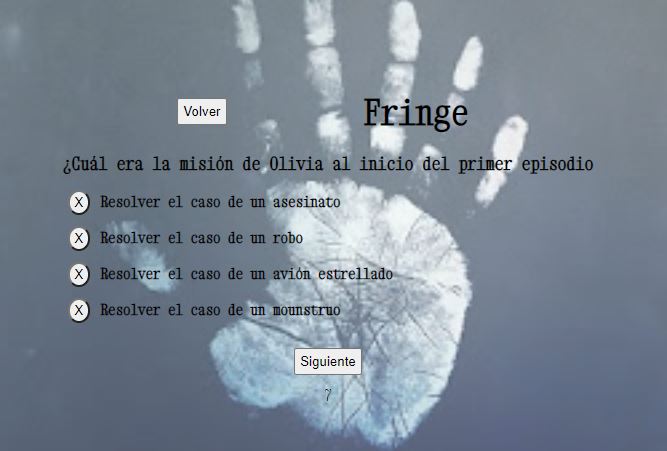 Volver
Fringe
¿Cuál era la misión de Olivia al inicio del primer episodio
X Resolver el caso de un asesinato
X Resolver el caso de un robo
X Resolver el caso de un avión estrellado
X Resolver el caso de un mounstruo
Siguiente
7